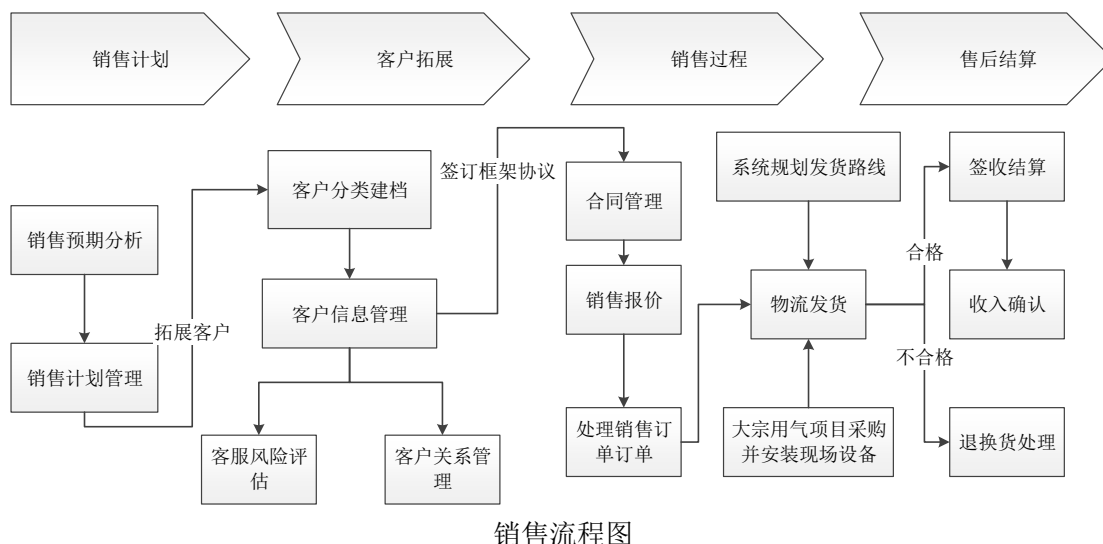 销售计划
客户拓展
销售过程
售后结算
签订框架协议
系统规划发货路线
签收结算
客户分类建档
合同管理
销售预期分析
合格
客户信息管理
销售报价
物流发货
收入确认
拓展客户
不合格
销售计划管理
客服风险评
估
客户关系管
理
处理销售订
单订单
大宗用气项目采购
并安装现场设备
退换货处理
销售流程图